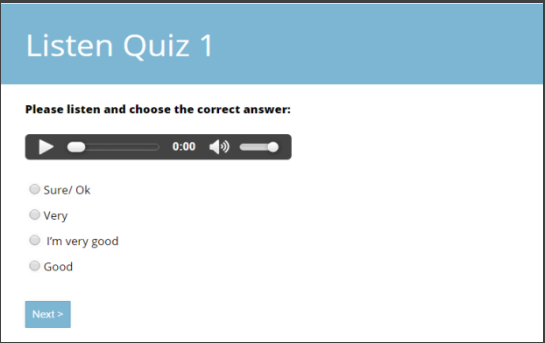 Listen Quiz 1
Please listen and choose the correct answer:
0:00
Sure/ Ok
Very
I'm very good
Good
Next >